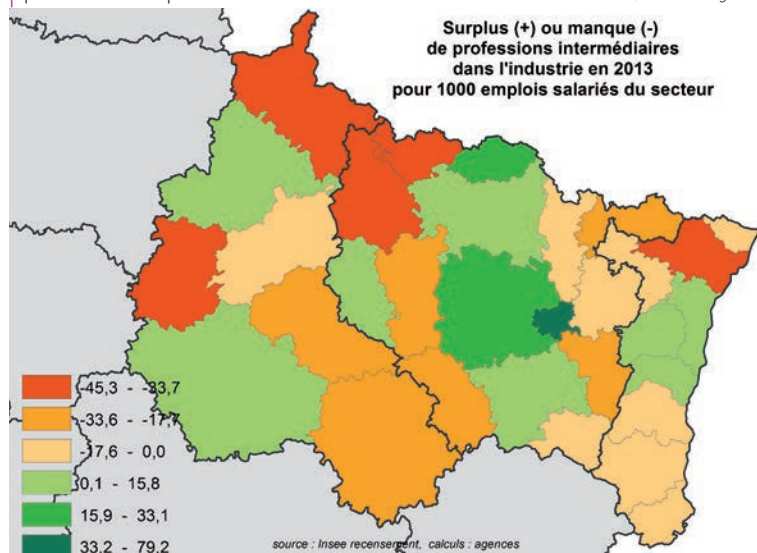 Surplus (+) ou manque (-)
de professions intermédiaires
dans l'industrie en 2013
pour 1000 emplois salariés du secteur
-45,3 - -33,7
-33,6 - -17,7
-17,6 - 0,0
0,1 - 15,8
15,9 - 33,1
33,2 - 79,2
source : Insee recensement, calculs : agences